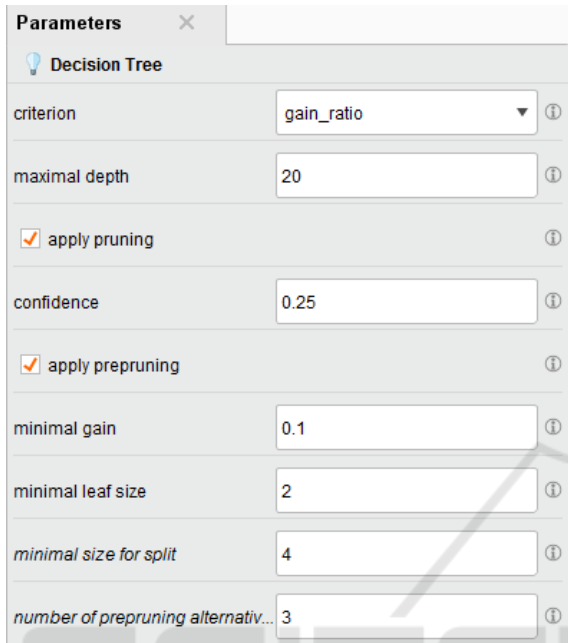 Parameters
Decision Tree
criterion gain_ratio
maximal depth 20
apply pruning
confidence 0.25
apply prepruning
minimal gain 0.1
minimal leaf size 2
minimal size for split 4
number of prepruning alternativ... 3